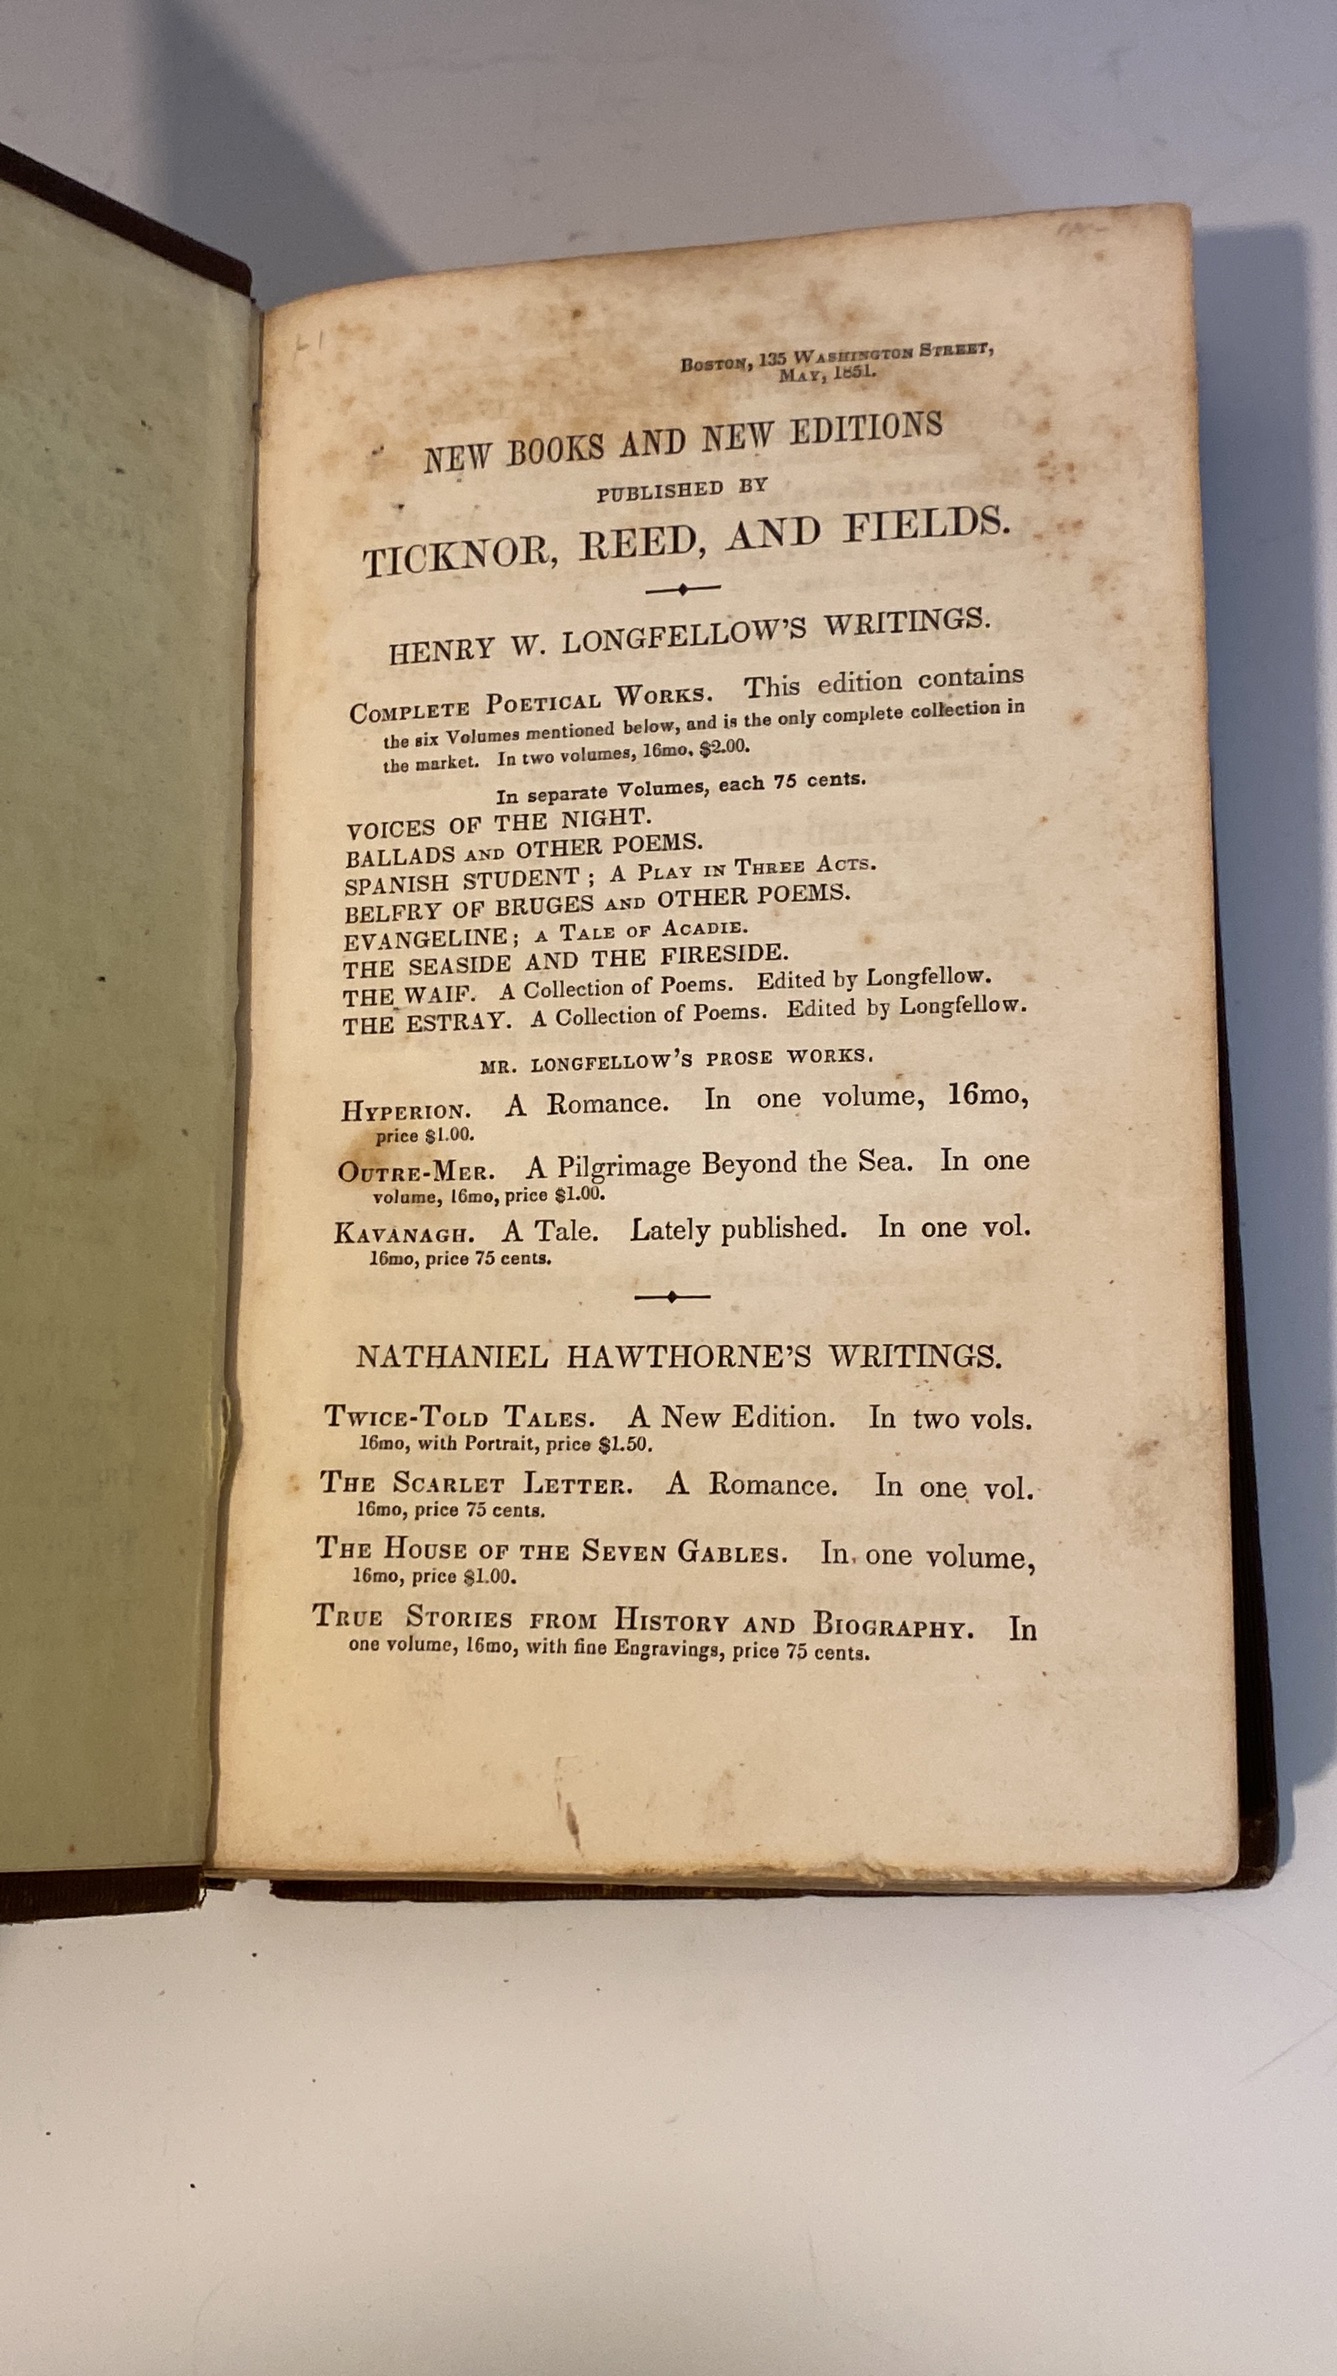 Boston, 135 Washington Street,
May, 1851.
NEW BOOKS AND NEW EDITIONS
PUBLISHED BY
TICKNOR, REED, AND FIELDS.
HENRY W. LONGFELLOW'S WRITINGS.
Complete Poetical Works. This edition contains
the six Volumes mentioned below, and is the only complete collection in
the market. In two volumes, 16mo, $2.00.
In separate Volumes, each 75 cents.
VOICES OF THE NIGHT.
BALLADS AND OTHER POEMS.
SPANISH STUDENT; A Play in Three Acts.
BELFRY OF BRUGES AND OTHER POEMS.
EVANGELINE; a Tale of Acadie.
THE SEASIDE AND THE FIRESIDE.
THE WAIF. A Collection of Poems. Edited by Longfellow.
THE ESTRAY. A Collection of Poems. Edited by Longfellow.
MR. LONGFELLOW'S PROSE WORKS.
Hyperion. A Romance. In one volume, 16mo,
price $1.00.
Outre-Mer. A Pilgrimage Beyond the Sea. In one
volume, 16mo, price $1.00.
Kavanagh. A Tale. Lately published. In one vol.
16mo, price 75 cents.
NATHANIEL HAWTHORNE'S WRITINGS.
Twice-Told Tales. A New Edition. In two vols.
16mo, with Portrait, price $1.50.
The Scarlet Letter. A Romance. In one vol.
16mo, price 75 cents.
The House of the Seven Gables. In one volume,
16mo, price $1.00.
True Stories from History and Biography. In
one volume, 16mo, with fine Engravings, price 75 cents.